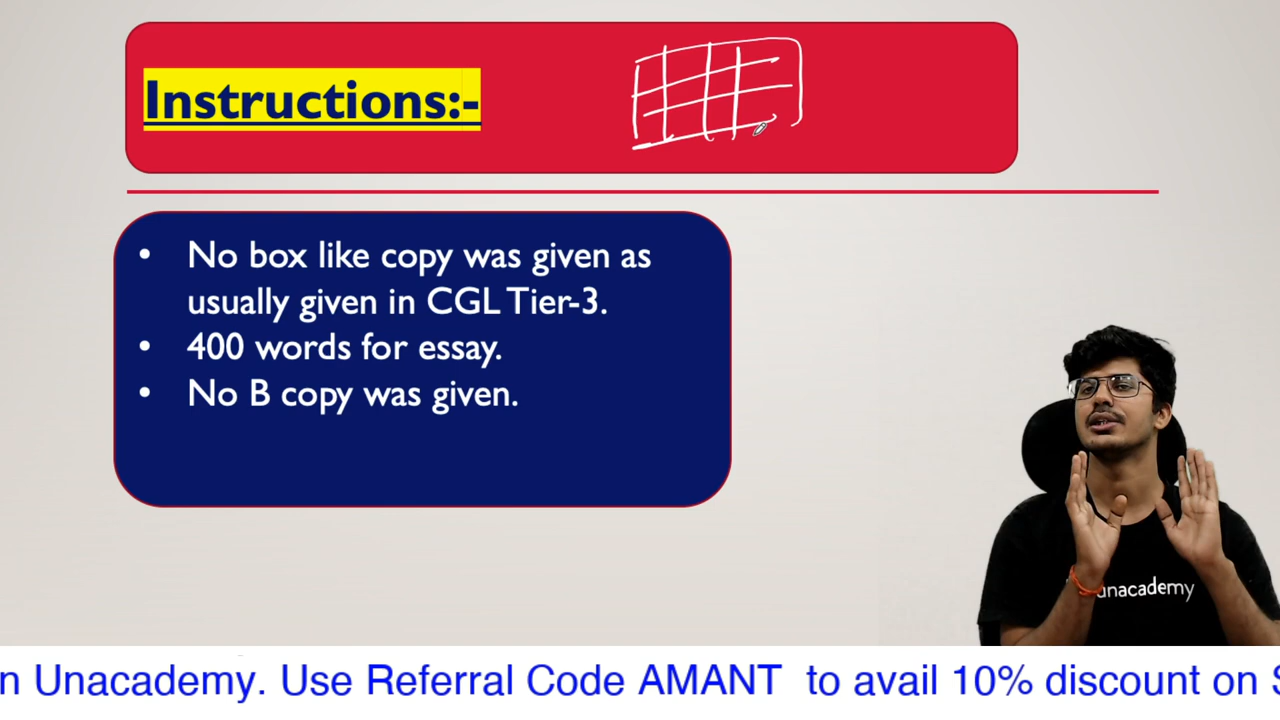 Instructions:-
• No box like copy was given as
usually given in CGL Tier-3.
• 400 words for essay.
• No B copy was given.
unacademy
n Unacademy. Use Referral Code AMANT to avail 10% discount on S